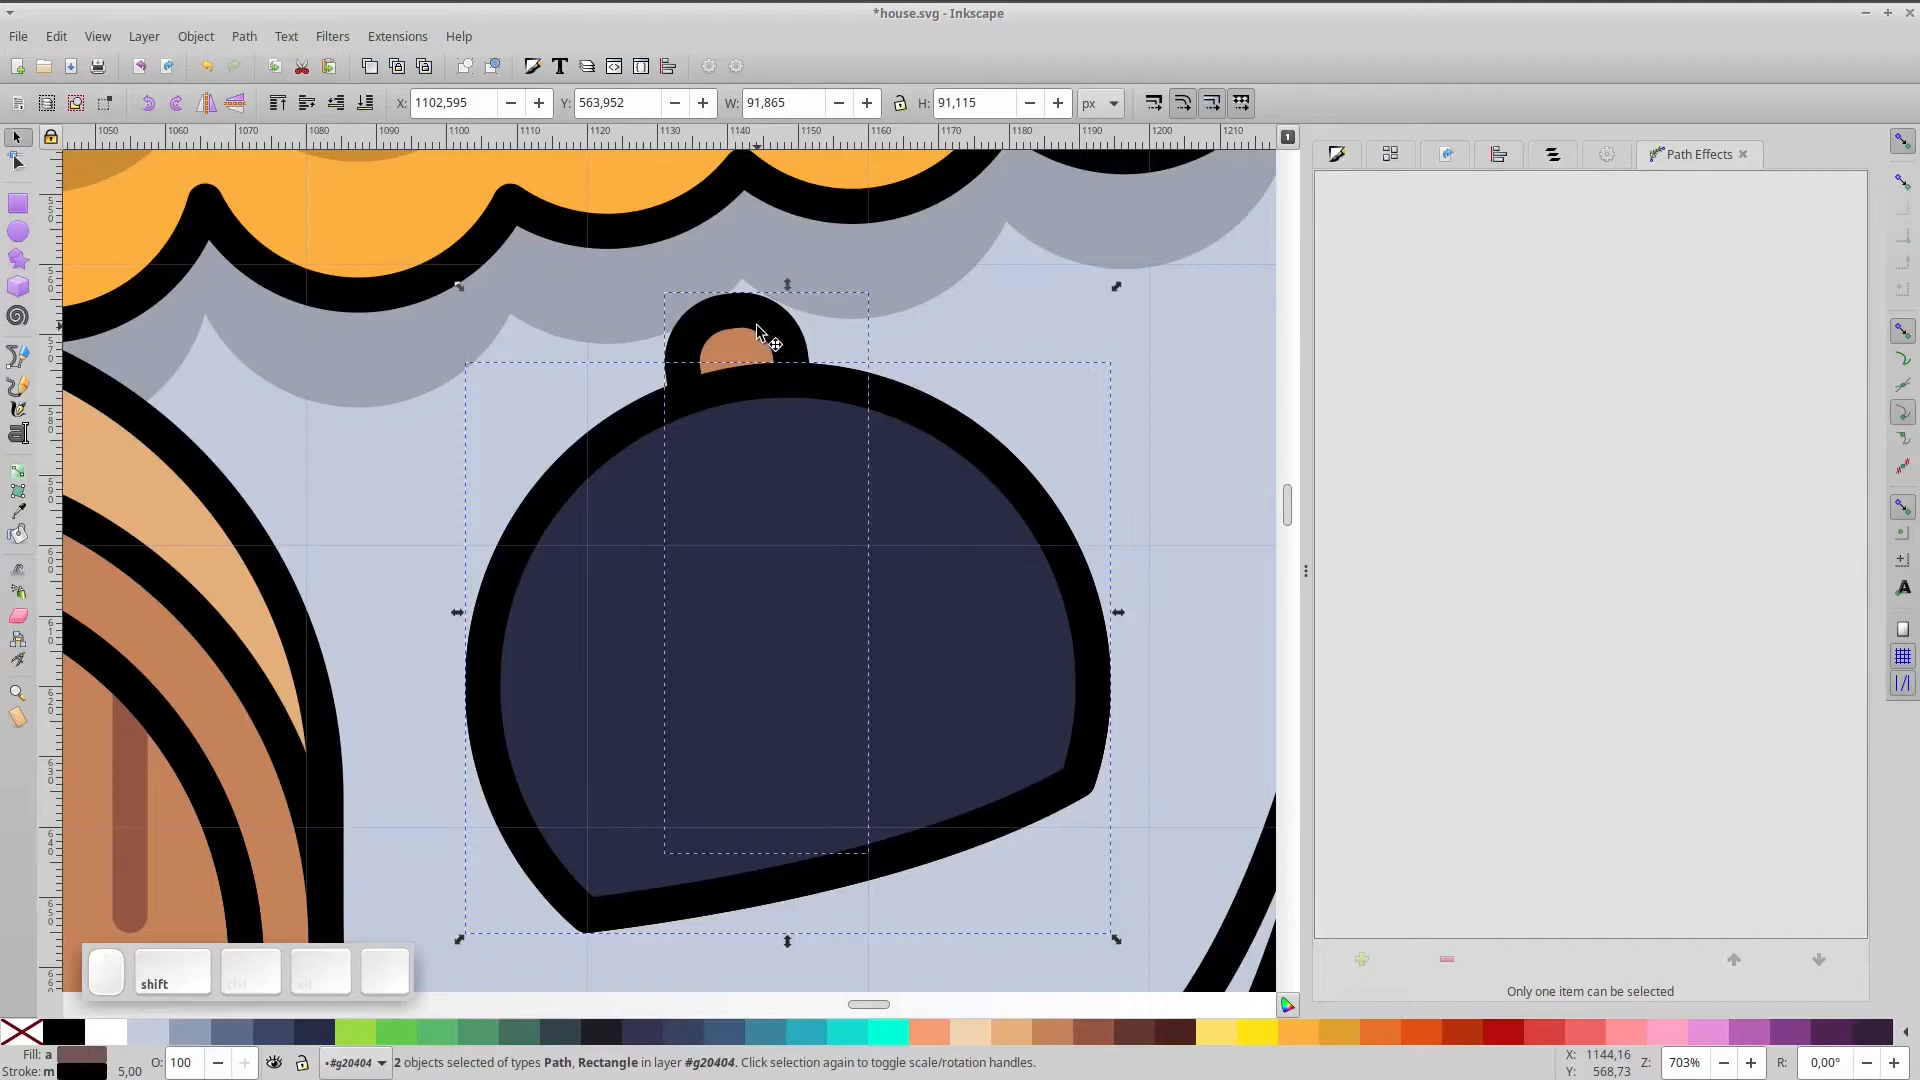 *house.svg - Inkscape
File Edit View Layer Object Path Text Filters Extensions Help
X: 1102,595 Y: 563,952 W: 91,865 H: 91,115 px
1050 1060 1070 1080 1090 1100 1110 1120 1130 1140 1150 1160 1170 1180 1190 1200 1210
1
Path Effects
shift ctrl alt
Only one item can be selected
Fill: a
Stroke: m 5,00
O: 100
•#g20404
2 objects selected of types Path, Rectangle in layer #g20404. Click selection again to toggle scale/rotation handles.
X: 1144,16
Y: 568,73
Z: 703%
R: 0,00°